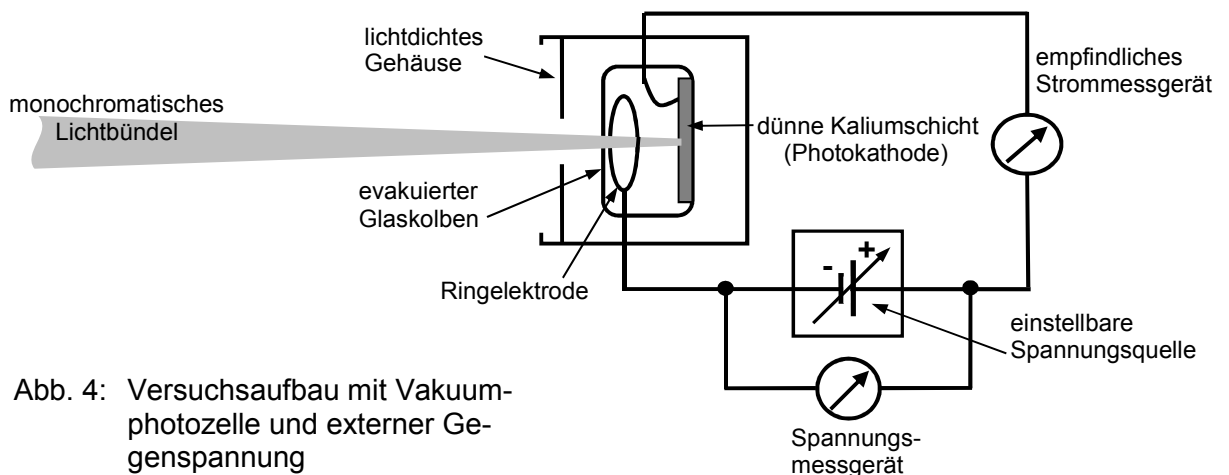 lichtdichtes
Gehäuse
empfindliches
Strommessgerät
monochromatisches
Lichtbündel
dünne Kaliumschicht
(Photokathode)
evakuierter
Glaskolben
- +
Ringelektrode
einstellbare
Spannungsquelle
Abb. 4: Versuchsaufbau mit Vakuum-
photozelle und externer Ge-
genspannung
Spannungs-
messgerät